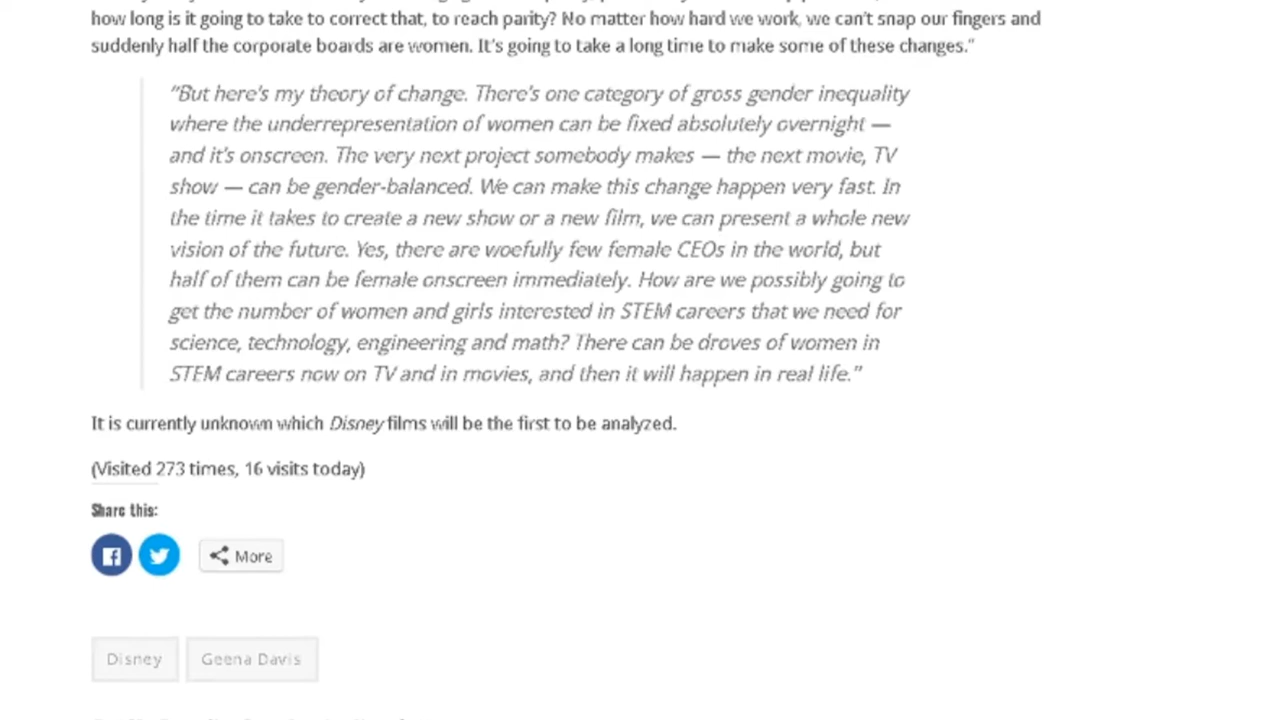 how long is it going to take to correct that, to reach parity? No matter how hard we work, we can't snap our fingers and
suddenly half the corporate boards are women. It's going to take a long time to make some of these changes."
"But here's my theory of change. There's one category of gross gender inequality
where the underrepresentation of women can be fixed absolutely overnight —
and it's onscreen. The very next project somebody makes — the next movie, TV
show — can be gender-balanced. We can make this change happen very fast. In
the time it takes to create a new show or a new film, we can present a whole new
vision of the future. Yes, there are woefully few female CEOs in the world, but
half of them can be female onscreen immediately. How are we possibly going to
get the number of women and girls interested in STEM careers that we need for
science, technology, engineering and math? There can be droves of women in
STEM careers now on TV and in movies, and then it will happen in real life."
It is currently unknown which Disney films will be the first to be analyzed.
(Visited 273 times, 16 visits today)
Share this:
More
Disney
Geena Davis